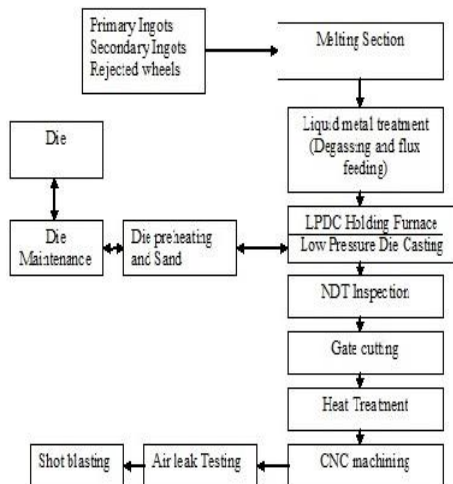 Primary Ingots
Secondary Ingots
Rejected wheels
Melting Section
Liquid metal treatment
(Degassing and flux
feeding)
Die
LPDC Holding Furnace
Low Pressure Die Casting
Die
Maintenance
Die preheating
and Sand
NDT Inspection
Gate cutting
Heat Treatment
Shot blasting
Air leak Testing
CNC machining